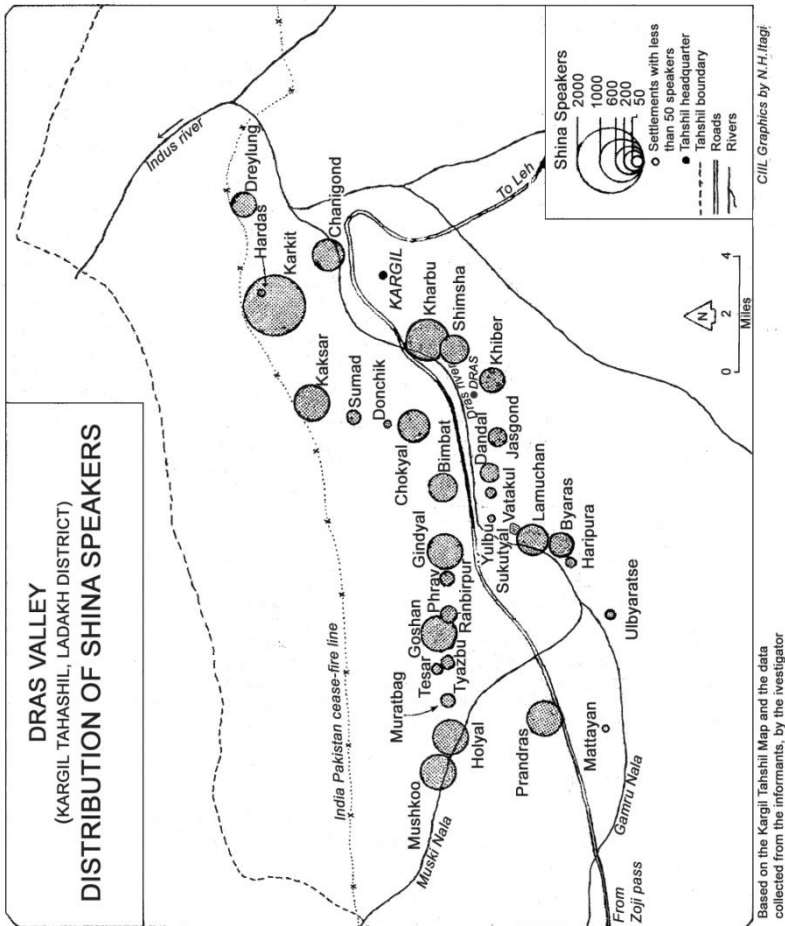 DRAS VALLEY
(KARGIL TAHASHIL, LADAKH DISTRICT)
DISTRIBUTION OF SHINA SPEAKERS
India Pakistan cease-fire line
Indus river
Dreylung
Hardas
Karkit
Chanigond
Kaksar
Sumad
Donchik
KARGIL
To Leh
Kharbu
Shimsha
Chokyal
Bimbat
Dras river
DRAS
Khiber
Gindyal
Phray
Ranbirpur
Goshan
Tesar
Tyazbu
Muratbag
Dandal
Jasgond
Vatakul
Yulbu
Sukutyal
Lamuchan
Byaras
Haripura
Mushkoo
Holyal
Muski Nala
Prandras
Mattayan
Ulbyaratse
Gamru Nala
From
Zoji pass
Shina Speakers
2000
1000
600
200
50
Settlements with less
than 50 speakers
Tahshil headquarter
Tahshil boundary
Roads
Rivers
N
0 2 4
Miles
Based on the Kargil Tahshil Map and the data
collected from the informants, by the ivestigator
CIIL Graphics by N.H.Itagi